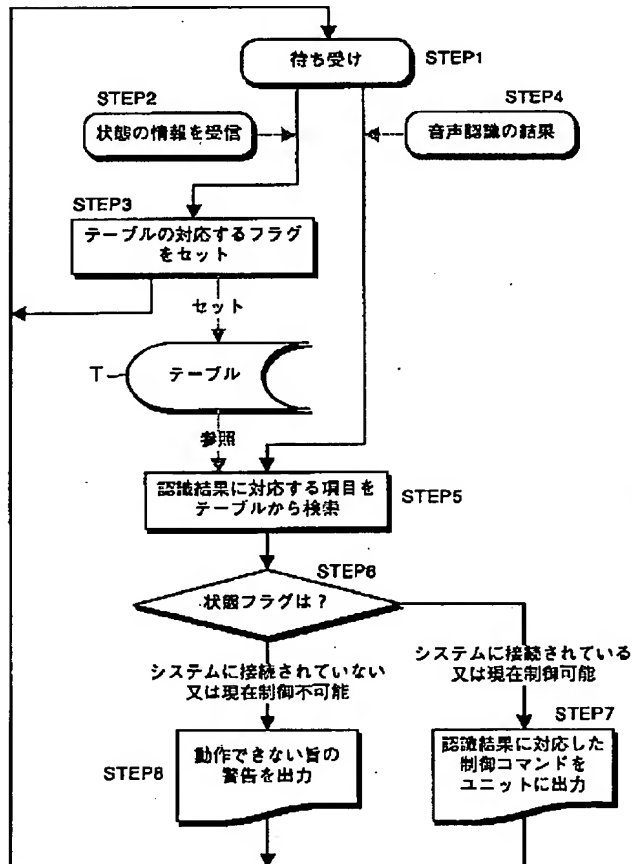 待ち受け
STEP1
STEP2
状態の情報を受信
STEP4
音声認識の結果
STEP3
テーブルの対応するフラグ
をセット
セット
T
テーブル
参照
認識結果に対応する項目を
テーブルから検索
STEP5
STEP6
状態フラグは?
システムに接続されていない
又は現在制御不可能
システムに接続されている
又は現在制御可能
STEP7
STEP8
動作できない旨の
警告を出力
認識結果に対応した
制御コマンドを
ユニットに出力